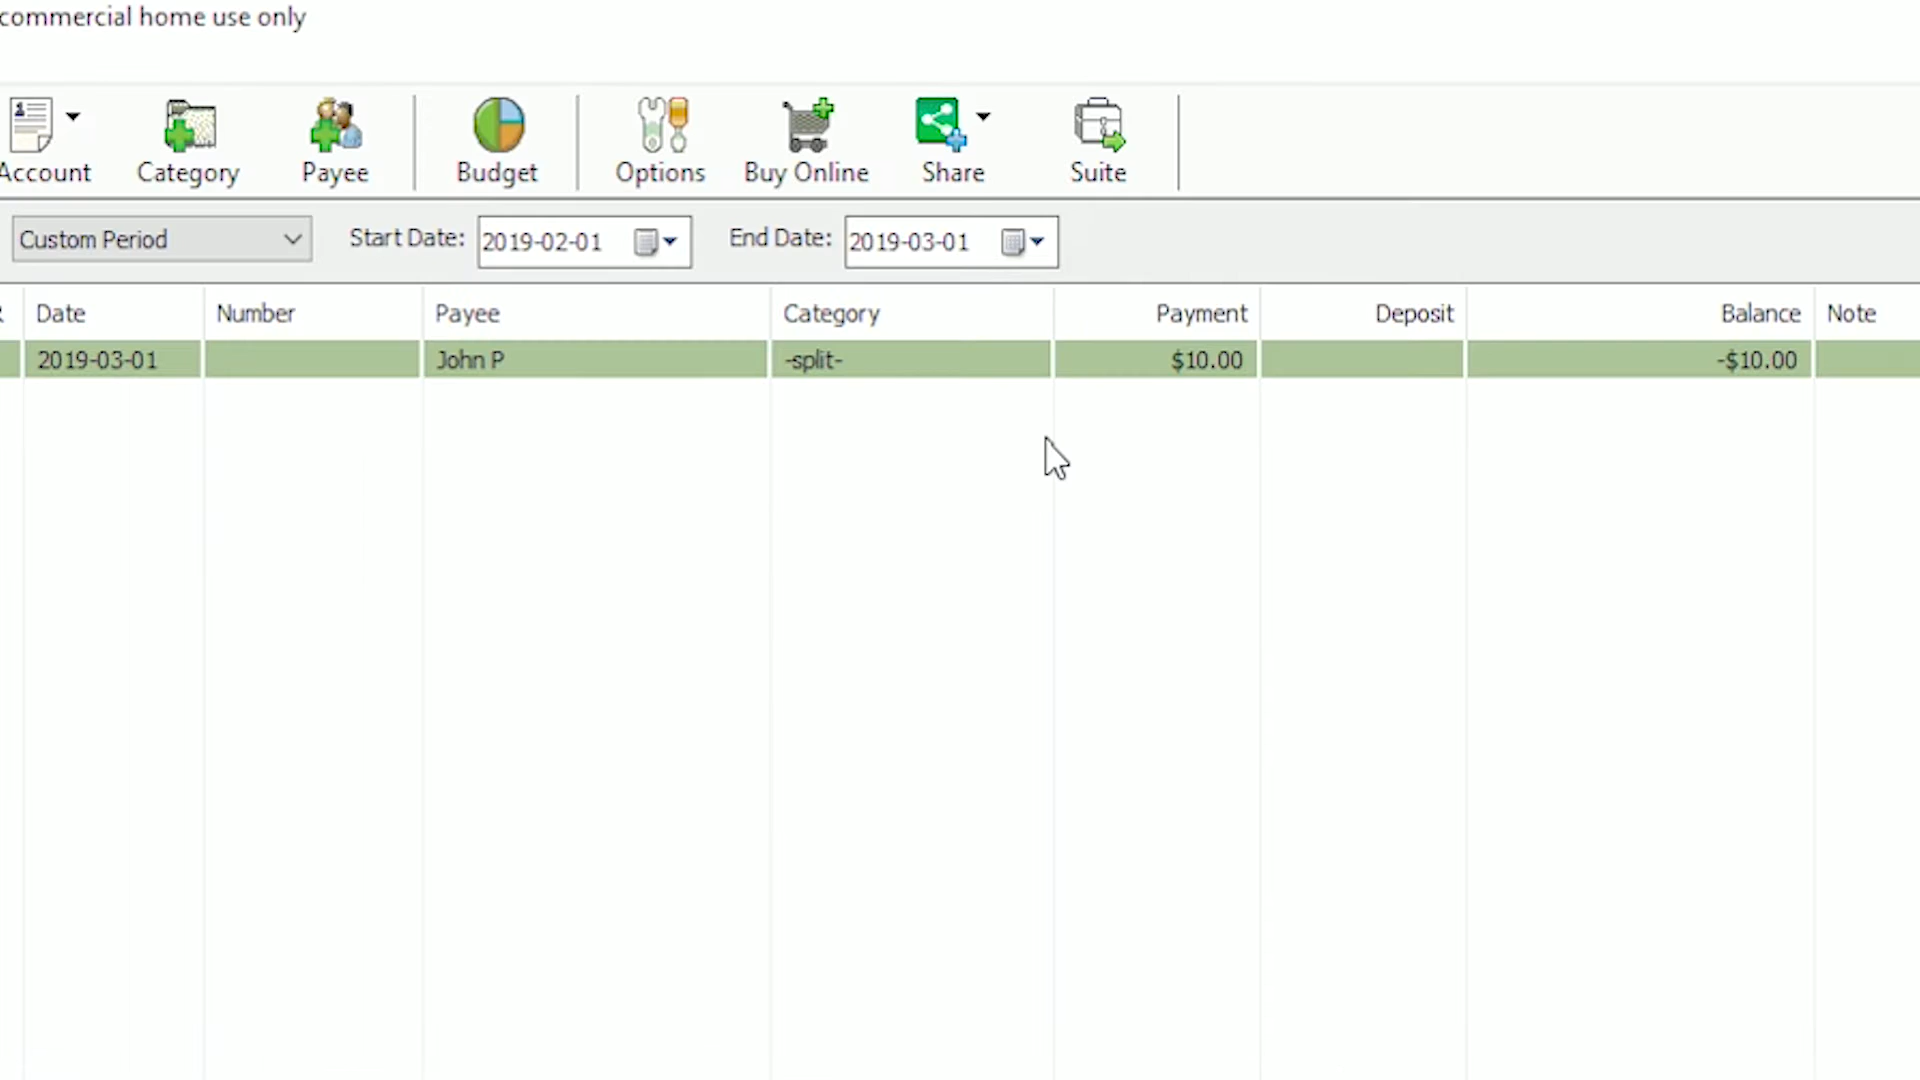 commercial home use only
Account Category Payee Budget Options Buy Online Share Suite
Custom Period Start Date: 2019-02-01 End Date: 2019-03-01
Date Number Payee Category Payment Deposit Balance Note
2019-03-01 John P -split- $10.00 -$10.00